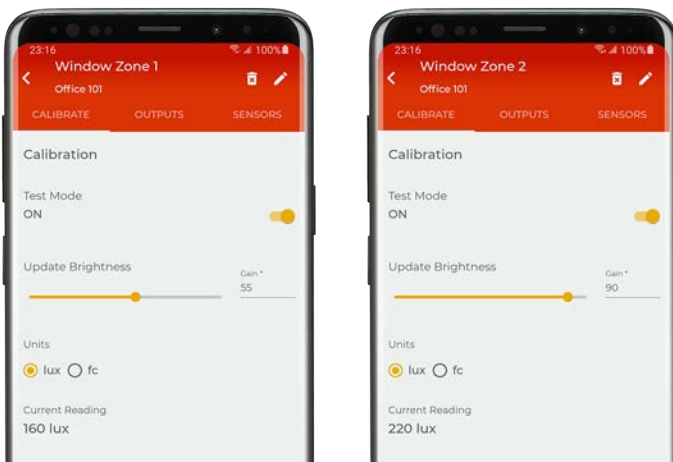 23:16
100%
Window Zone 1
Office 101
CALIBRATE OUTPUTS SENSORS
Calibration
Test Mode
ON
Update Brightness
Gain *
55
Units
lux fc
Current Reading
160 lux
23:16
100%
Window Zone 2
Office 101
CALIBRATE OUTPUTS SENSORS
Calibration
Test Mode
ON
Update Brightness
Gain *
90
Units
lux fc
Current Reading
220 lux